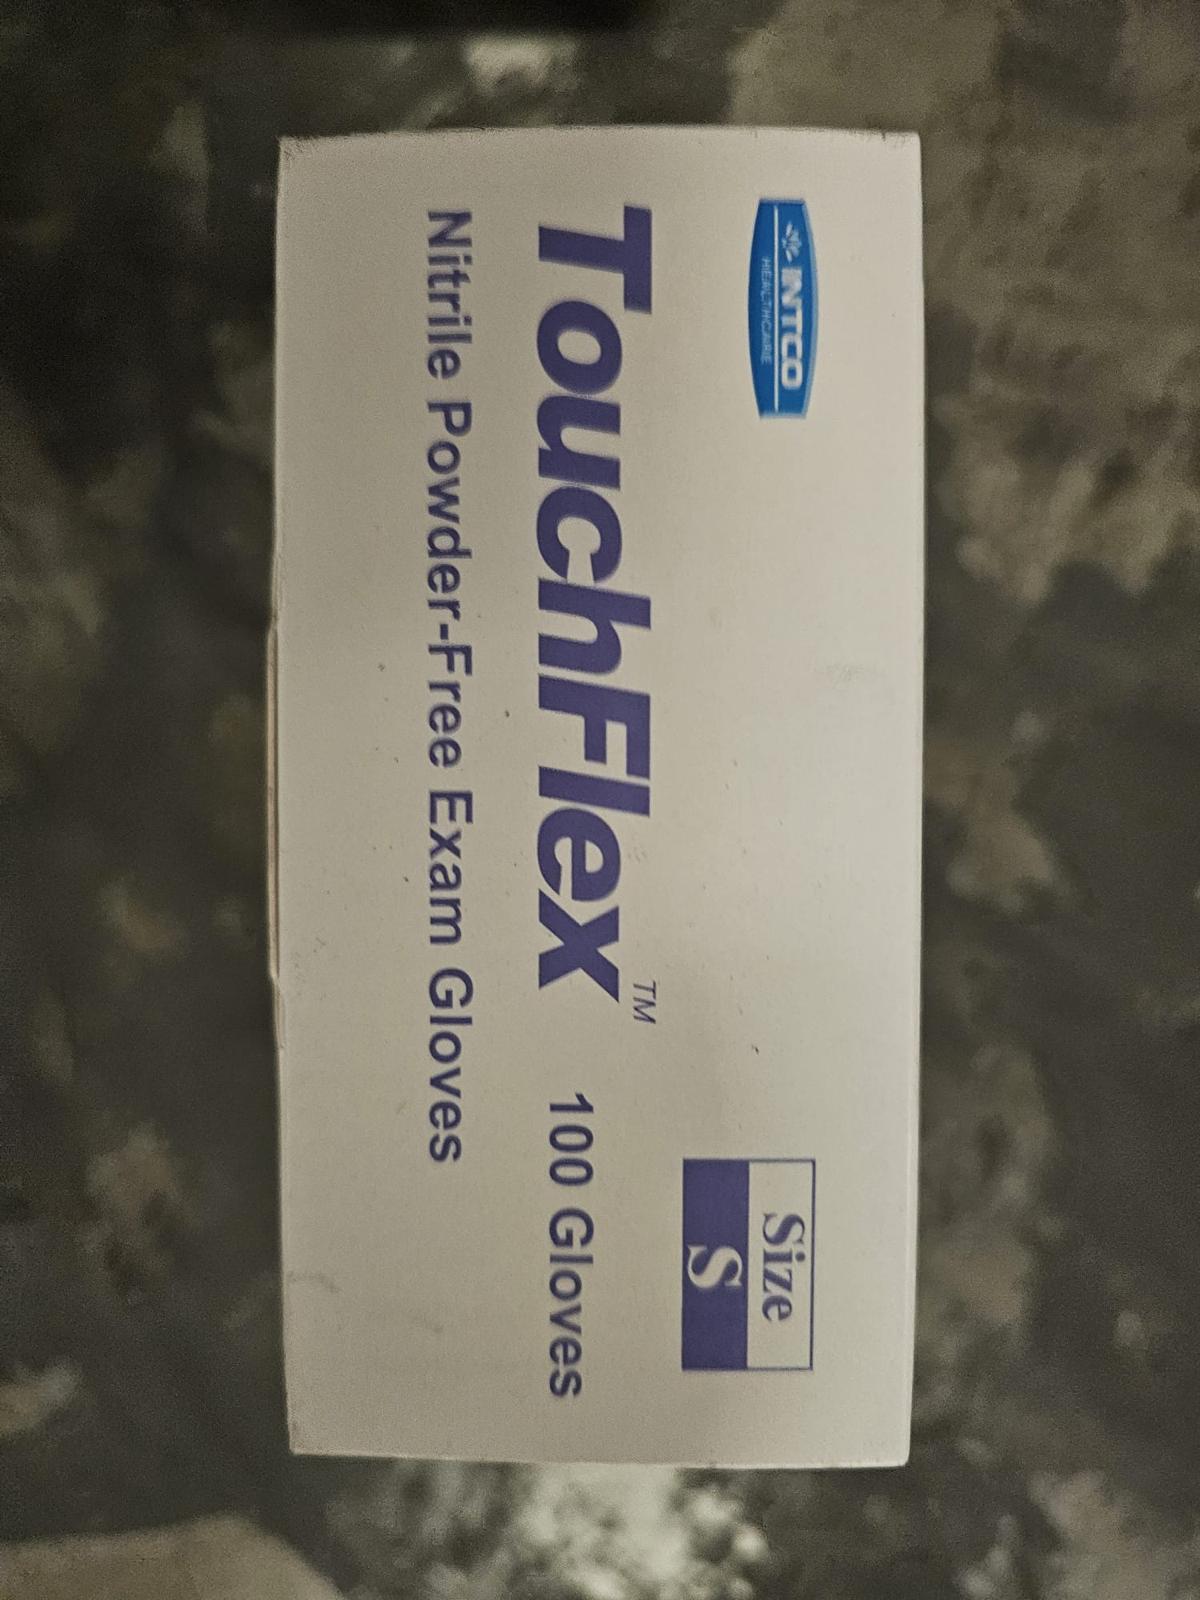 INTCO
HEALTHCARE
Size
S
TouchFlex™ 100 Gloves
Nitrile Powder-Free Exam Gloves